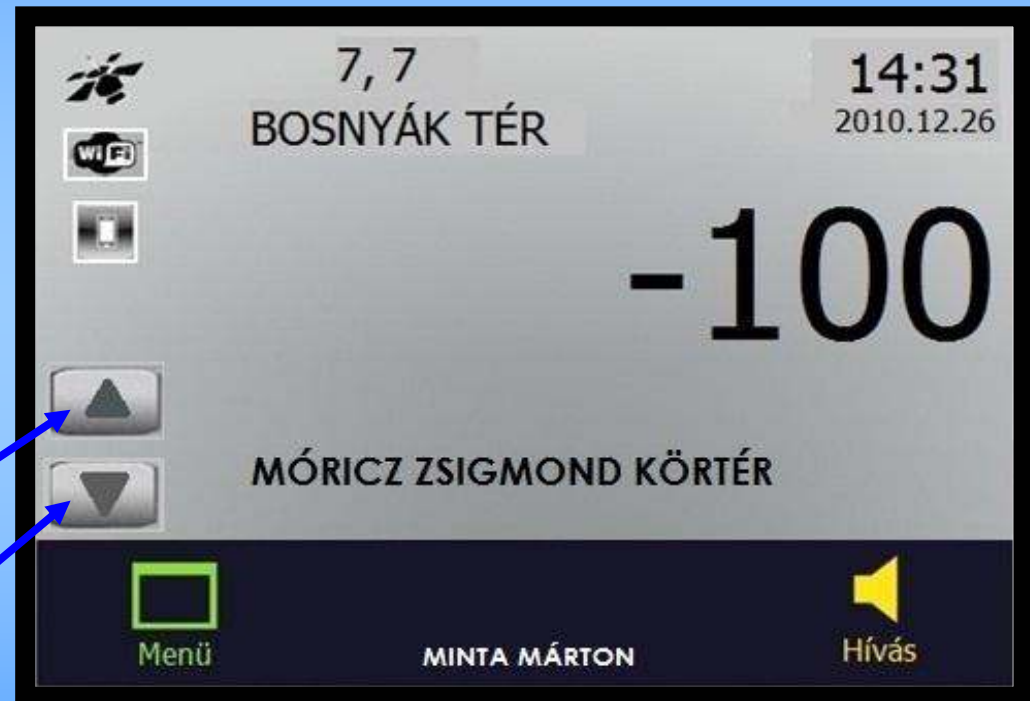 7, 7
14:31
BOSNYÁK TÉR
2010.12.26
WiFi
-100
MÓRICZ ZSIGMOND KÖRTÉR
Menü
MINTA MÁRTON
Hívás